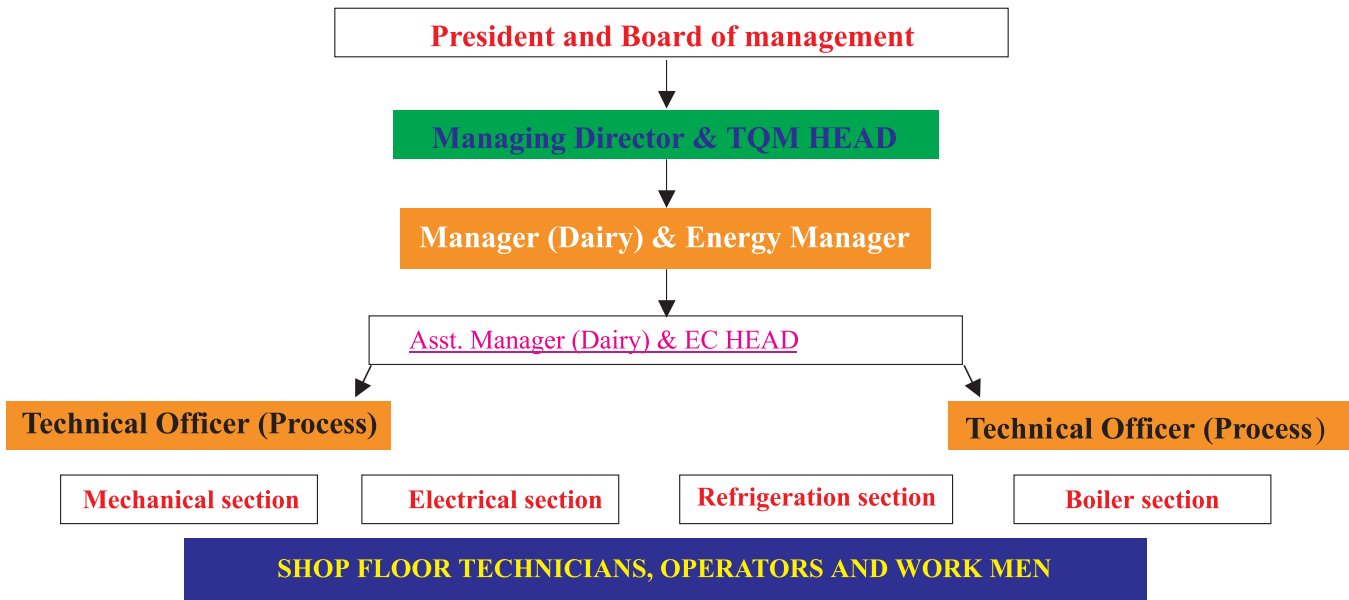 President and Board of management
Managing Director & TQM HEAD
Manager (Dairy) & Energy Manager
Asst. Manager (Dairy) & EC HEAD
Technical Officer (Process)
Technical Officer (Process)
Mechanical section
Electrical section
Refrigeration section
Boiler section
SHOP FLOOR TECHNICIANS, OPERATORS AND WORK MEN